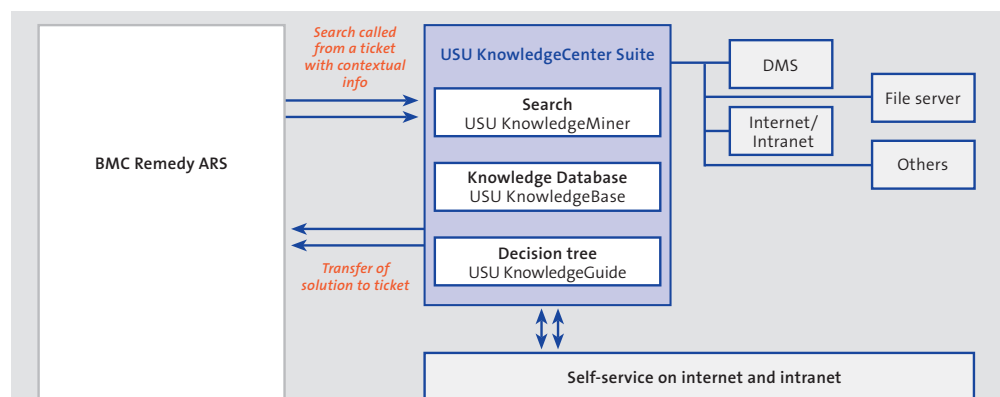 BMC Remedy ARS
Search called
from a ticket
with contextual
info
Transfer of
solution to ticket
USU KnowledgeCenter Suite
Search
USU KnowledgeMiner
Knowledge Database
USU KnowledgeBase
Decision tree
USU KnowledgeGuide
DMS
File server
Internet/
Intranet
Others
Self-service on internet and intranet